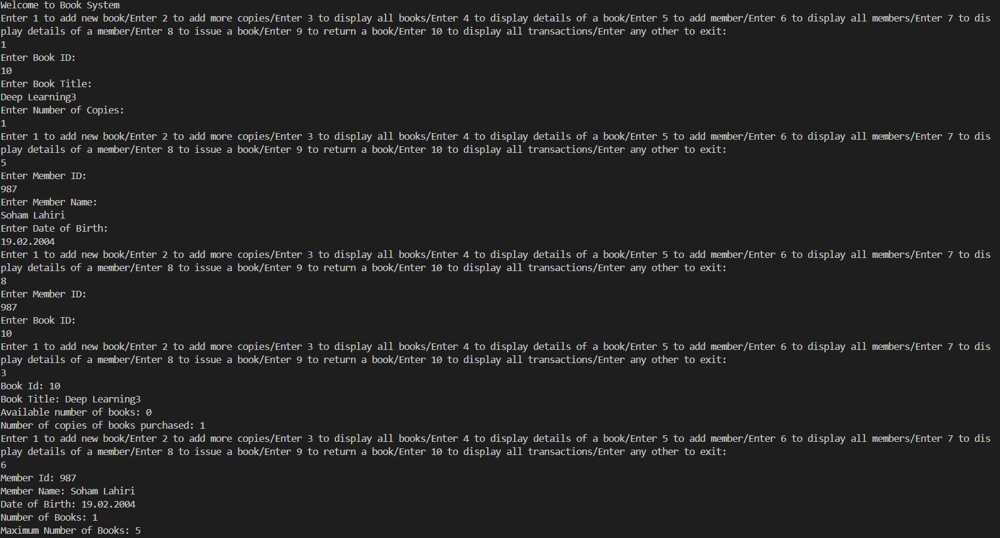 Welcome to Book System
Enter 1 to add new book/Enter 2 to add more copies/Enter 3 to display all books/Enter 4 to display details of a book/Enter 5 to add member/Enter 6 to display all members/Enter 7 to dis
play details of a member/Enter 8 to issue a book/Enter 9 to return a book/Enter 10 to display all transactions/Enter any other to exit:
1
Enter Book ID:
10
Enter Book Title:
Deep Learning3
Enter Number of Copies:
1
Enter 1 to add new book/Enter 2 to add more copies/Enter 3 to display all books/Enter 4 to display details of a book/Enter 5 to add member/Enter 6 to display all members/Enter 7 to dis
play details of a member/Enter 8 to issue a book/Enter 9 to return a book/Enter 10 to display all transactions/Enter any other to exit:
5
Enter Member ID:
987
Enter Member Name:
Soham Lahiri
Enter Date of Birth:
19.02.2004
Enter 1 to add new book/Enter 2 to add more copies/Enter 3 to display all books/Enter 4 to display details of a book/Enter 5 to add member/Enter 6 to display all members/Enter 7 to dis
play details of a member/Enter 8 to issue a book/Enter 9 to return a book/Enter 10 to display all transactions/Enter any other to exit:
8
Enter Member ID:
987
Enter Book ID:
10
Enter 1 to add new book/Enter 2 to add more copies/Enter 3 to display all books/Enter 4 to display details of a book/Enter 5 to add member/Enter 6 to display all members/Enter 7 to dis
play details of a member/Enter 8 to issue a book/Enter 9 to return a book/Enter 10 to display all transactions/Enter any other to exit:
3
Book Id: 10
Book Title: Deep Learning3
Available number of books: 0
Number of copies of books purchased: 1
Enter 1 to add new book/Enter 2 to add more copies/Enter 3 to display all books/Enter 4 to display details of a book/Enter 5 to add member/Enter 6 to display all members/Enter 7 to dis
play details of a member/Enter 8 to issue a book/Enter 9 to return a book/Enter 10 to display all transactions/Enter any other to exit:
6
Member Id: 987
Member Name: Soham Lahiri
Date of Birth: 19.02.2004
Number of Books: 1
Maximum Number of Books: 5